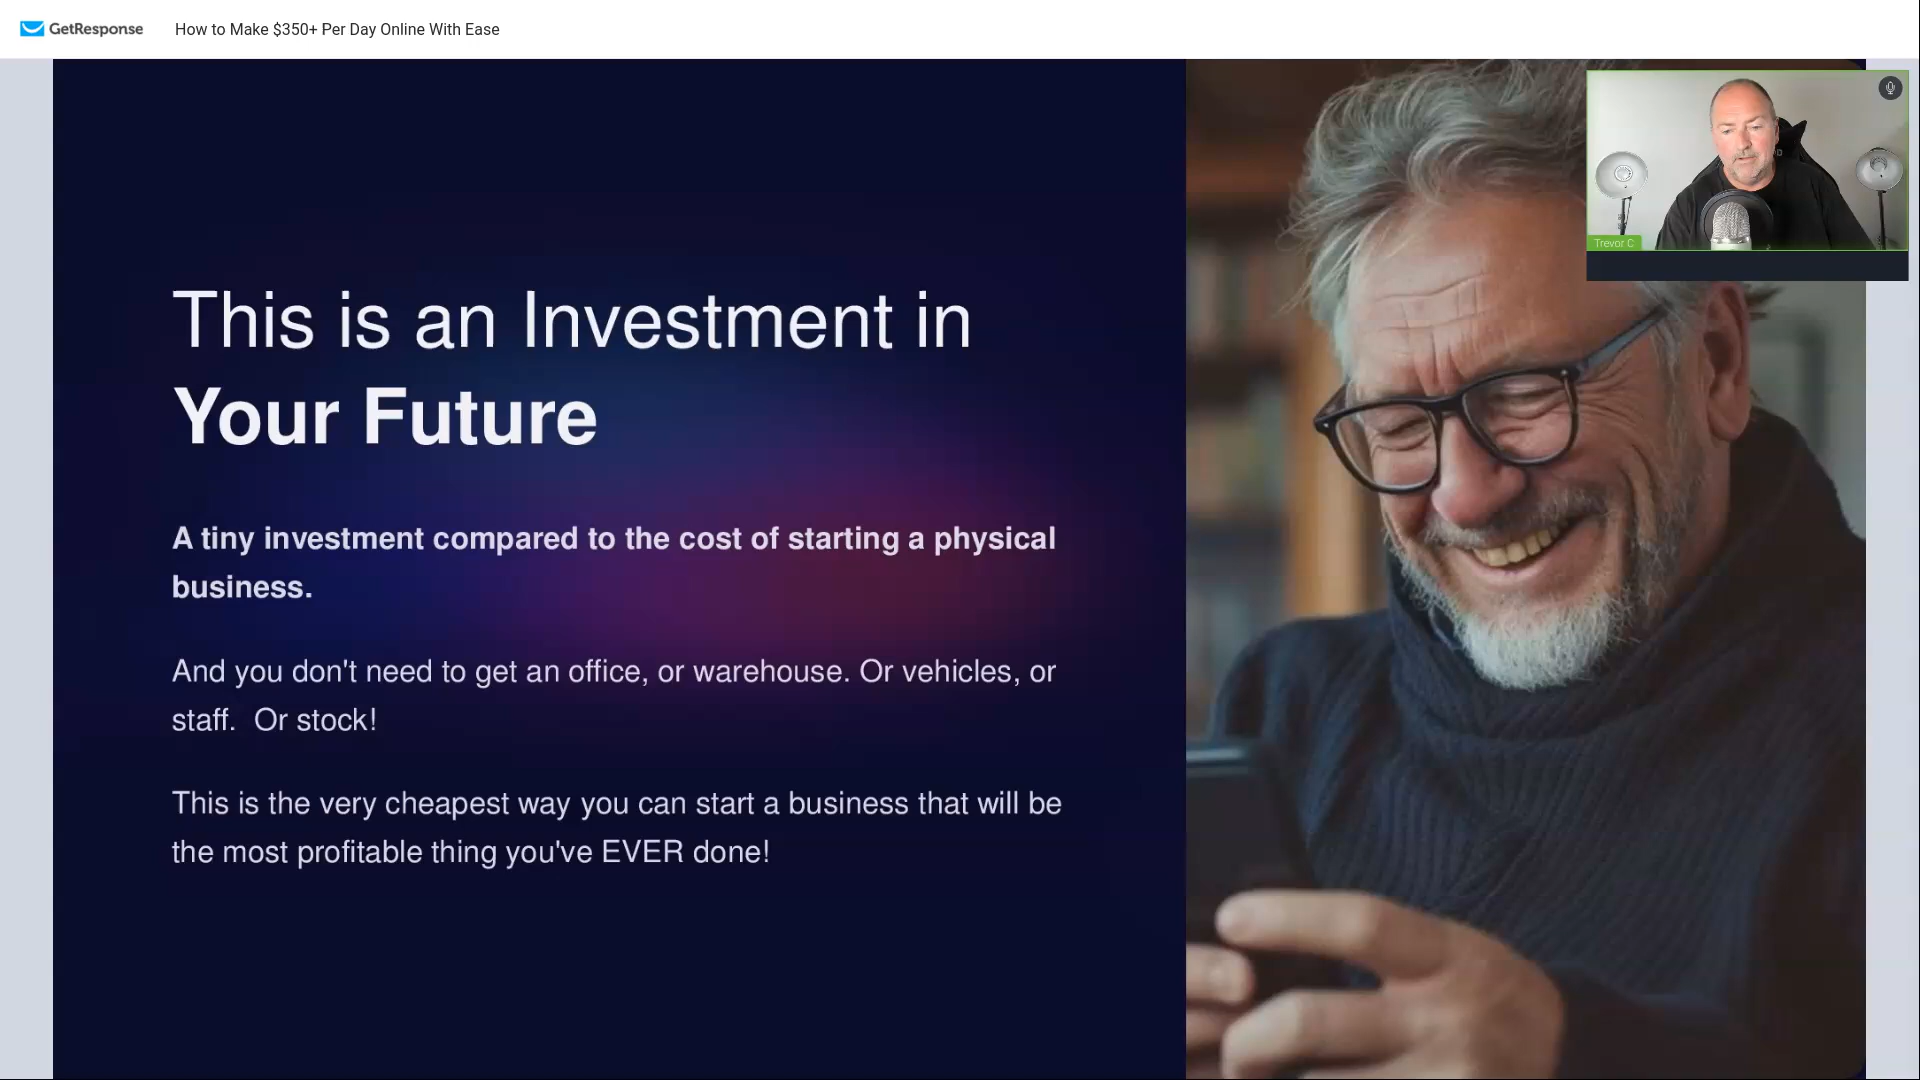 GetResponse
How to Make $350+ Per Day Online With Ease
Trevor C
This is an Investment in
Your Future
A tiny investment compared to the cost of starting a physical
business.
And you don't need to get an office, or warehouse. Or vehicles, or
staff.  Or stock!
This is the very cheapest way you can start a business that will be
the most profitable thing you've EVER done!